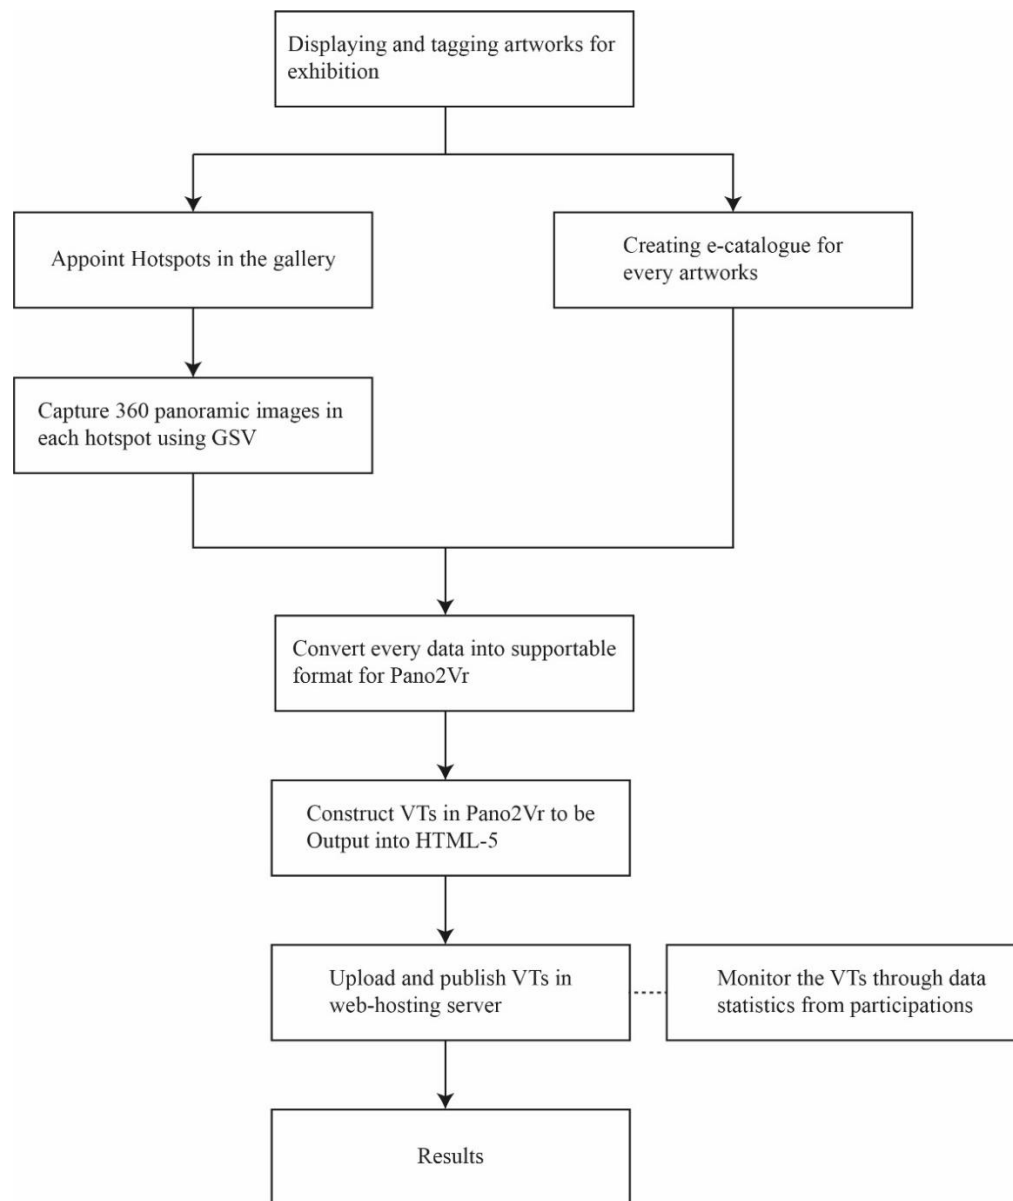 Displaying and tagging artworks for
exhibition
Appoint Hotspots in the gallery
Creating e-catalogue for
every artworks
Capture 360 panoramic images in
each hotspot using GSV
Convert every data into supportable
format for Pano2Vr
Construct VTs in Pano2Vr to be
Output into HTML-5
Upload and publish VTs in
web-hosting server
Monitor the VTs through data
statistics from participations
Results